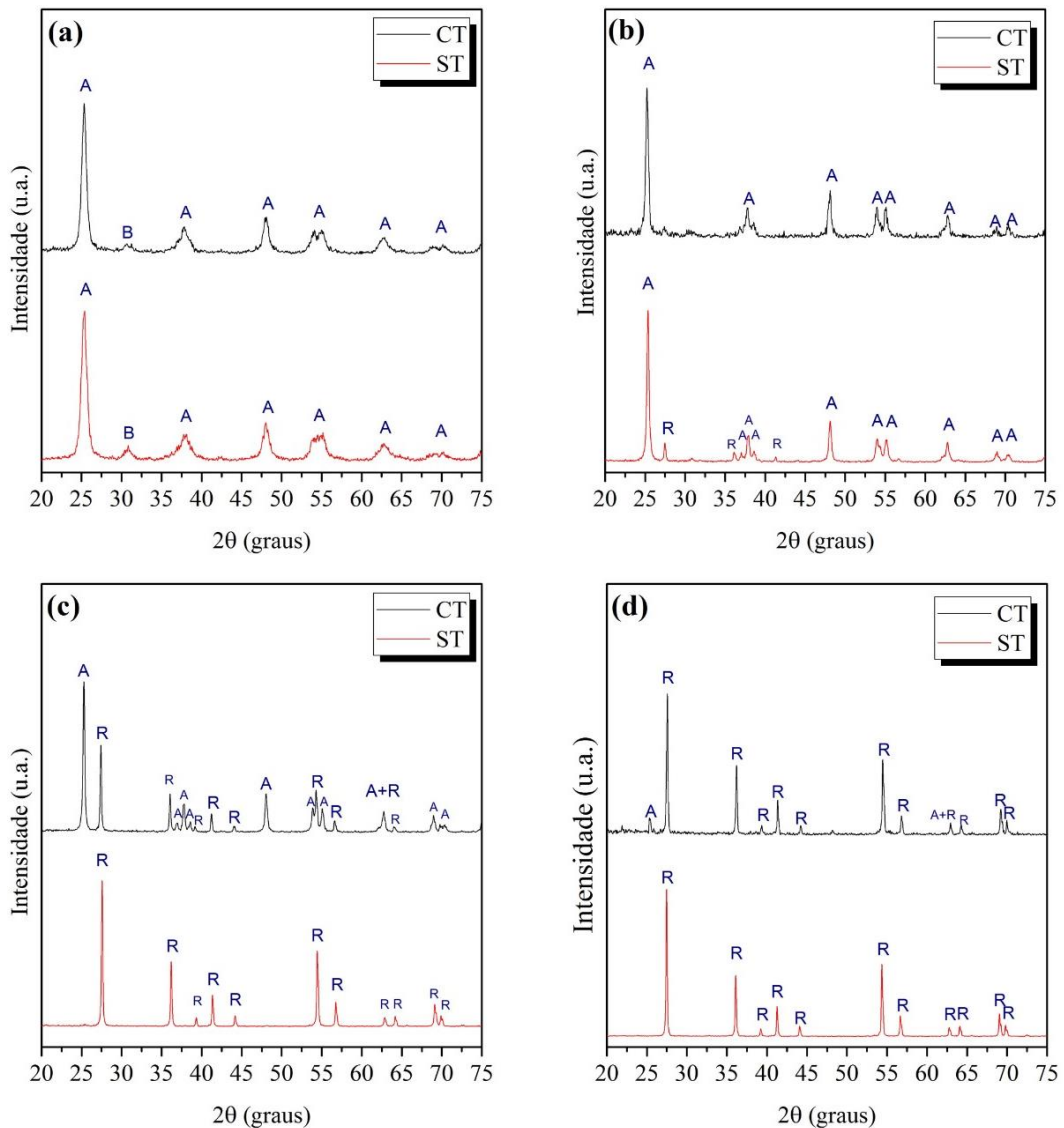 (a)
CT
ST
A
B A A A A A
A
B A A A A A
Intensidade (u.a.)
20 25 30 35 40 45 50 55 60 65 70 75
2θ (graus)
(b)
CT
ST
A
A A A A A A A
A
R R A A A R A A A A A A
Intensidade (u.a.)
20 25 30 35 40 45 50 55 60 65 70 75
2θ (graus)
(c)
CT
ST
A
R R A A A R R R A A R A R A+R R A A
R
R R R R R R R R R R
Intensidade (u.a.)
20 25 30 35 40 45 50 55 60 65 70 75
2θ (graus)
(d)
CT
ST
R
A R R R R R R A+R R R R
R
R R R R R R R R R R
Intensidade (u.a.)
20 25 30 35 40 45 50 55 60 65 70 75
2θ (graus)